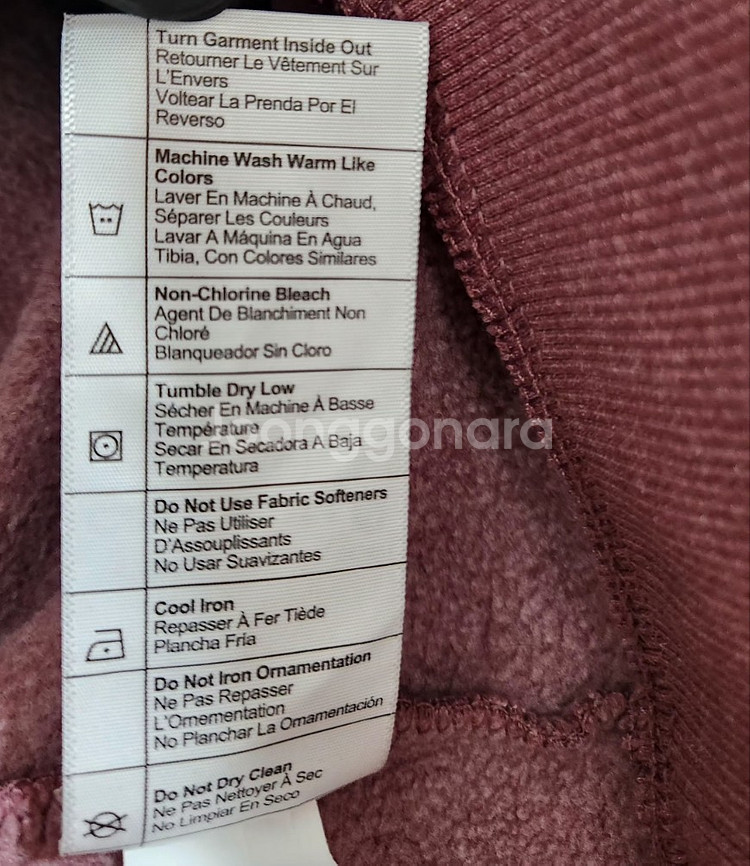 Turn Garment Inside Out
Retourner Le Vêtement Sur
L'Envers
Voltear La Prenda Por El
Reverso
Machine Wash Warm Like
Colors
Laver En Machine À Chaud,
Séparer Les Couleurs
Lavar A Máquina En Agua
Tibia, Con Colores Similares
Non-Chlorine Bleach
Agent De Blanchiment Non
Chloré
Blanqueador Sin Cloro
Tumble Dry Low
Sécher En Machine À Basse
Température
Secar En Secadora A Baja
Temperatura
Do Not Use Fabric Softeners
Ne Pas Utiliser
D'Assouplissants
No Usar Suavizantes
Cool Iron
Repasser À Fer Tiède
Plancha Fria
Do Not Iron Ornamentation
Ne Pas Repasser
L'Ornementation
No Planchar La Ornamentación
Do Not Dry Clean
Ne Pas Nettoyer À Sec
No Limpiar En Seco